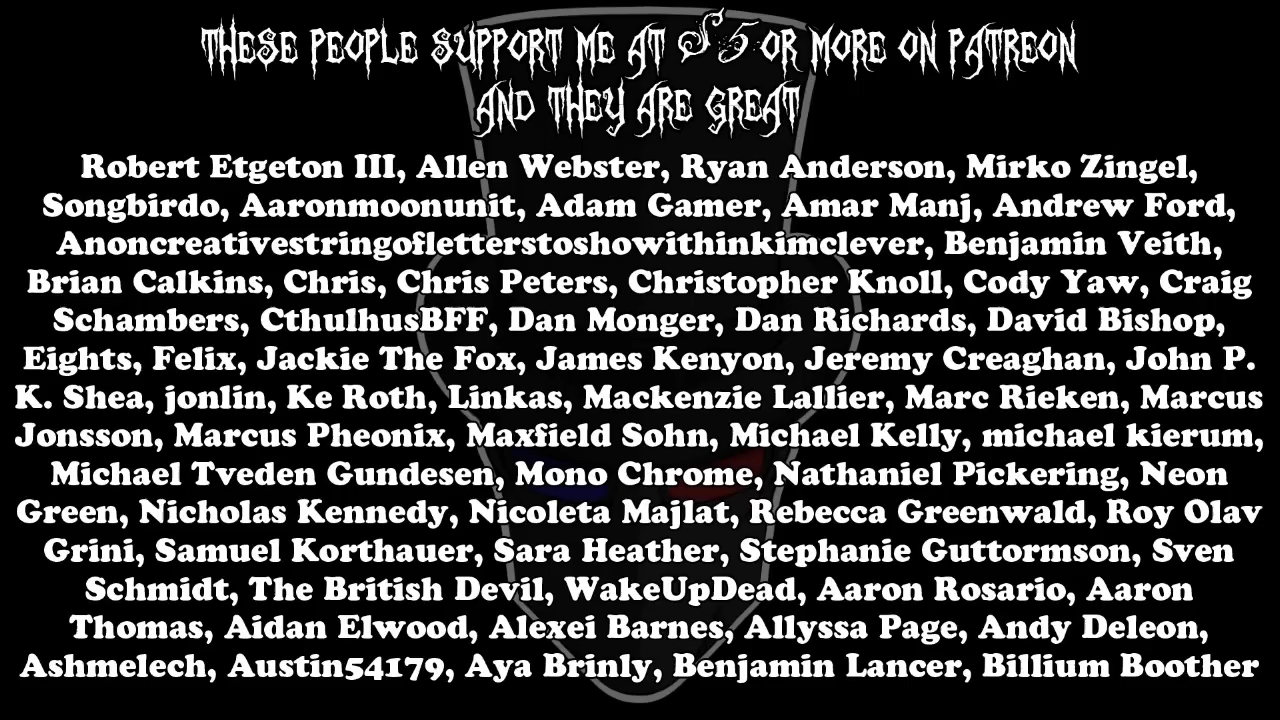 THESE PEOPLE SUPPORT ME AT $5 OR MORE ON PATREON
AND THEY ARE GREAT
Robert Etgeton III, Allen Webster, Ryan Anderson, Mirko Zingel,
Songbirdo, Aaronmoonunit, Adam Gamer, Amar Manj, Andrew Ford,
Anoncreativestringofletterstoshowithinkimclever, Benjamin Veith,
Brian Calkins, Chris, Chris Peters, Christopher Knoll, Cody Yaw, Craig
Schambers, CthulhusBFF, Dan Monger, Dan Richards, David Bishop,
Eights, Felix, Jackie The Fox, James Kenyon, Jeremy Creaghan, John P.
K. Shea, jonlin, Ke Roth, Linkas, Mackenzie Lallier, Marc Rieken, Marcus
Jonsson, Marcus Pheonix, Maxfield Sohn, Michael Kelly, michael kierum,
Michael Tveden Gundesen, Mono Chrome, Nathaniel Pickering, Neon
Green, Nicholas Kennedy, Nicoleta Majlat, Rebecca Greenwald, Roy Olav
Grini, Samuel Korthauer, Sara Heather, Stephanie Guttormson, Sven
Schmidt, The British Devil, WakeUpDead, Aaron Rosario, Aaron
Thomas, Aidan Elwood, Alexei Barnes, Allyssa Page, Andy Deleon,
Ashmelech, Austin54179, Aya Brinly, Benjamin Lancer, Billium Boother